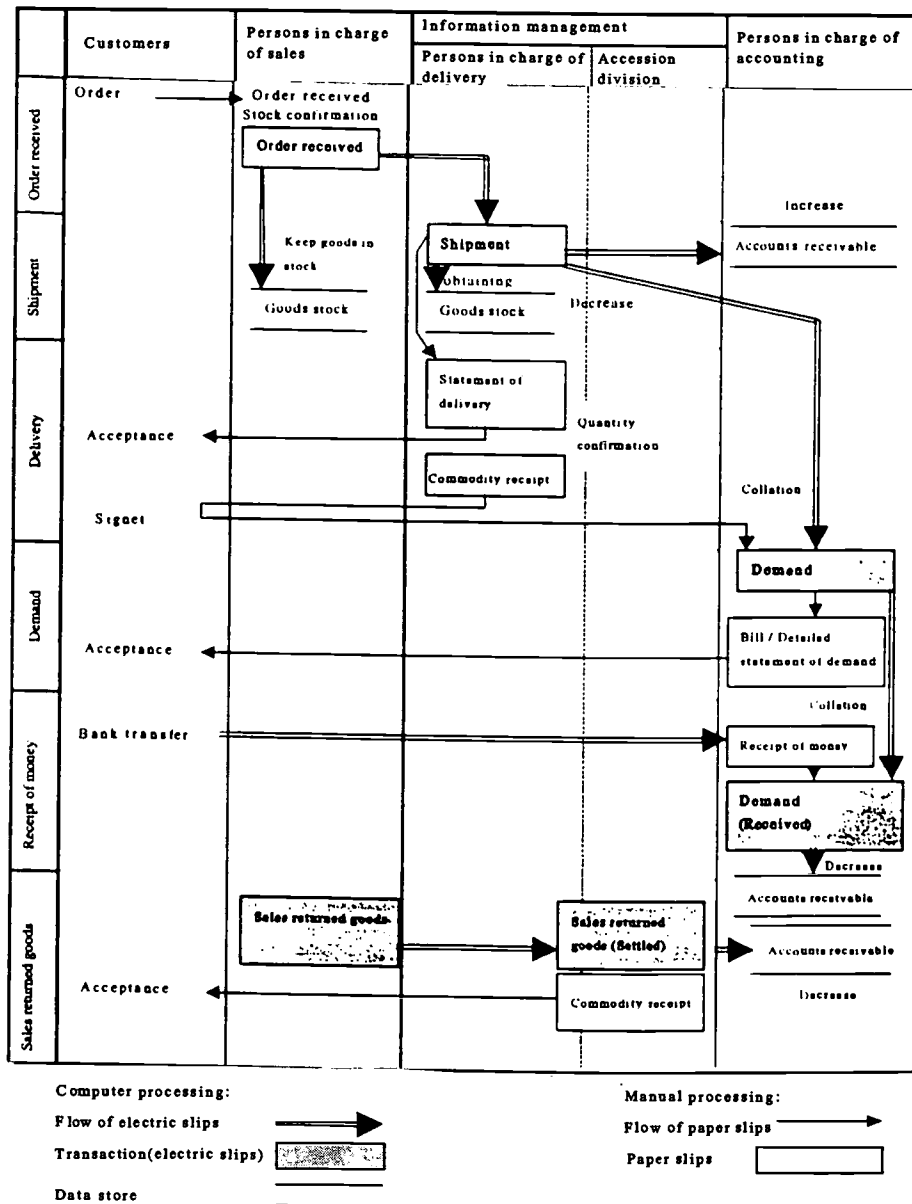 Customers
Persons in charge
of sales
Information management
Persons in charge of
delivery
Accession
division
Persons in charge of
accounting
Order received
Order
Order received
Stock confirmation
Order received
Shipment
Keep goods in
stock
Goods stock
Shipment
obtaining
Goods stock
Decrease
Increase
Accounts receivable
Delivery
Statement of
delivery
Acceptance
Quantity
confirmation
Commodity receipt
Collation
Signet
Demand
Demand
Bill / Detailed
statement of demand
Acceptance
Collation
Receipt of money
Bank transfer
Receipt of money
Demand
(Received)
Decrease
Accounts receivable
Sales returned goods
Sales returned goods
Sales returned
goods (Settled)
Accounts receivable
Decrease
Acceptance
Commodity receipt
Computer processing:
Flow of electric slips
Transaction(electric slips)
Data store
Manual processing:
Flow of paper slips
Paper slips